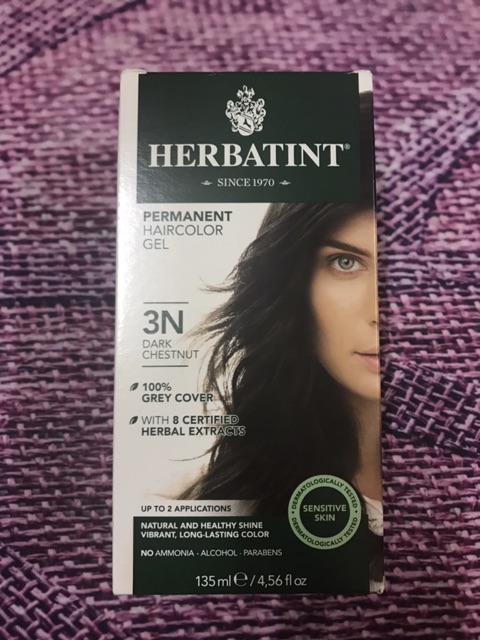 HERBATINT®
SINCE 1970
PERMANENT
HAIRCOLOR
GEL
3N
DARK
CHESTNUT
100%
GREY COVER
WITH 8 CERTIFIED
HERBAL EXTRACTS
UP TO 2 APPLICATIONS
NATURAL AND HEALTHY SHINE
VIBRANT, LONG-LASTING COLOR
NO AMMONIA - ALCOHOL - PARABENS
• DERMATOLOGICALLY TESTED •
SENSITIVE
SKIN
DERMATOLOGICALLY TESTED
135 ml ℮ / 4,56 fl oz